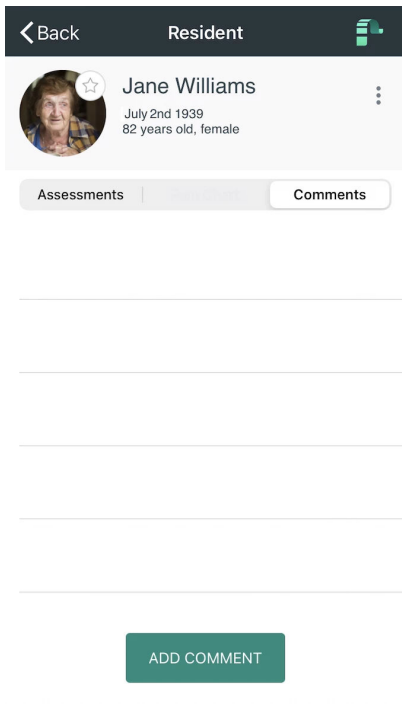 Back Resident
Jane Williams
July 2nd 1939
82 years old, female
Assessments Comments
ADD COMMENT